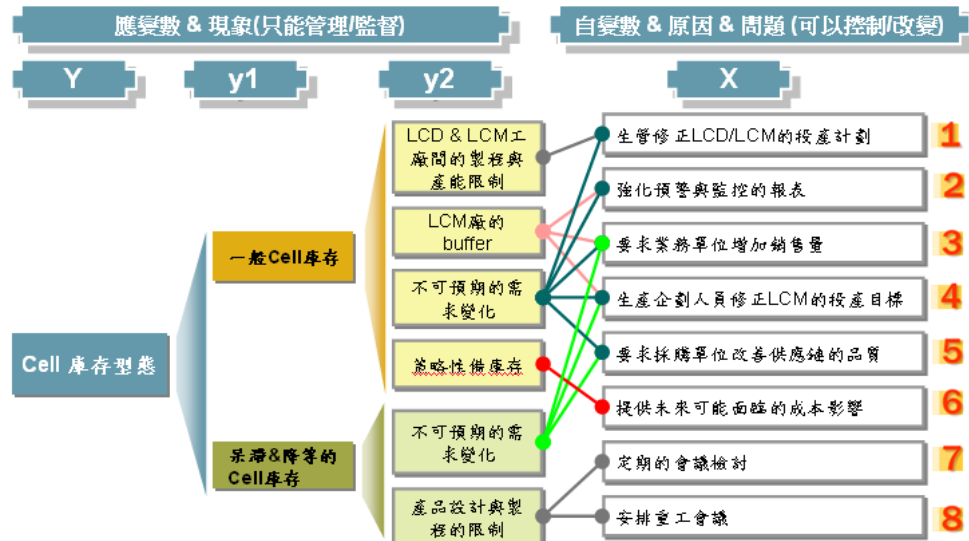 應變數 & 現象(只能管理/監督)
自變數 & 原因 & 問題 (可以控制/改變)
Y
y1
y2
X
LCD & LCM工
廠間的製程與
產能限制
LCM廠的
buffer
不可預期的需
求變化
策略性備庫存
不可預期的需
求變化
產品設計與製
程的限制
一般Cell庫存
呆滯&降等的
Cell庫存
Cell 庫存型態
生管修正LCD/LCM的投產計劃
1
強化預警與監控的報表
2
要求業務單位增加銷售量
3
生產企劃人員修正LCM的投產目標
4
要求採購單位改善供應鏈的品質
5
提供未來可能面臨的成本影響
6
定期的會議檢討
7
安排重工會議
8